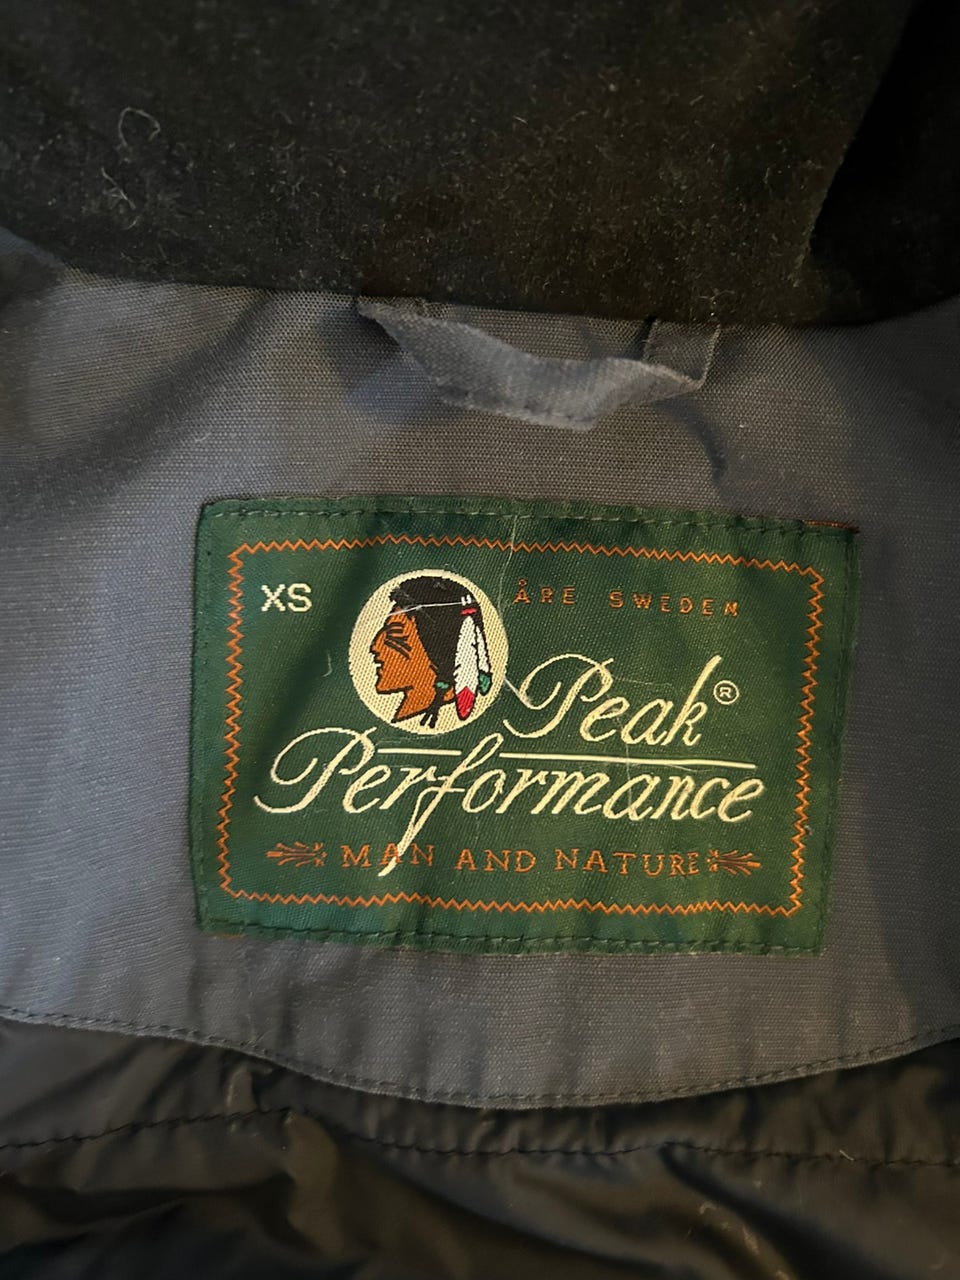 XS
ÅRE SWEDEN
Peak®
Performance
MAN AND NATURE